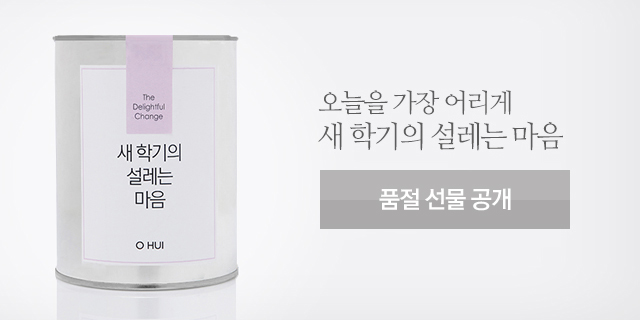 The
Delightful
Change
새 학기의
설레는
마음
O HUI
오늘을 가장 어리게
새 학기의 설레는 마음
품절 선물 공개